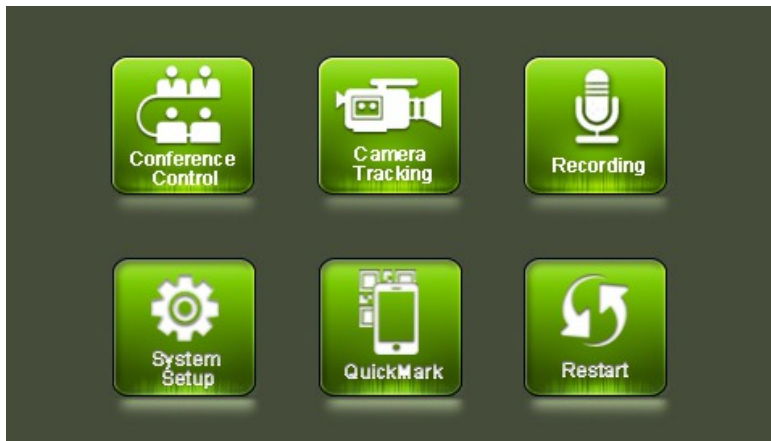 Conference
Control
Camera
Tracking
Recording
System
Setup
QuickMark
Restart